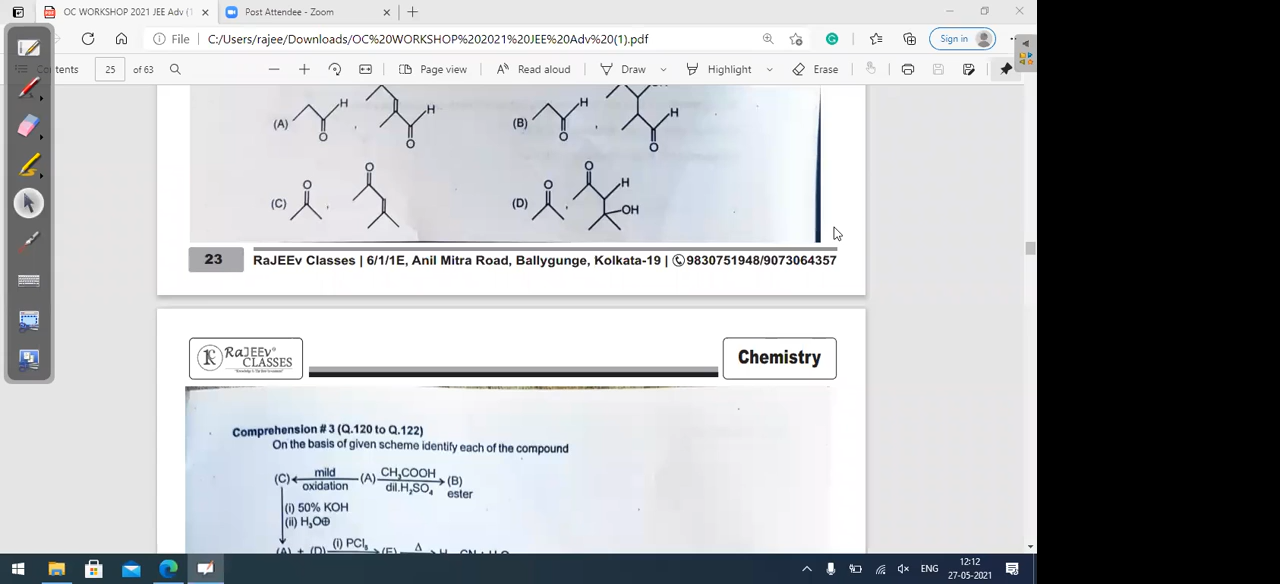 OC WORKSHOP 2021 JEE Adv (1
Post Attendee - Zoom
File
C:/Users/rajee/Downloads/OC%20WORKSHOP%202021%20JEE%20Adv%20(1).pdf
Sign in
25 of 63
Page view
Read aloud
Draw
Highlight
Erase
(A) H O , H O
(B) H O , H O
(C) O , O
(D) O , O H OH
23
RaJEEv Classes | 6/1/1E, Anil Mitra Road, Ballygunge, Kolkata-19 | 9830751948/9073064357
RaJEEv CLASSES
Chemistry
Comprehension # 3 (Q.120 to Q.122)
On the basis of given scheme identify each of the compound
(C) mild oxidation (A) CH3COOH dil.H2SO4 (B) ester
(i) 50% KOH
(ii) H3O⊕
(A) + (D) (i) PCl5 (E) Δ
ENG
12:12
27-05-2021